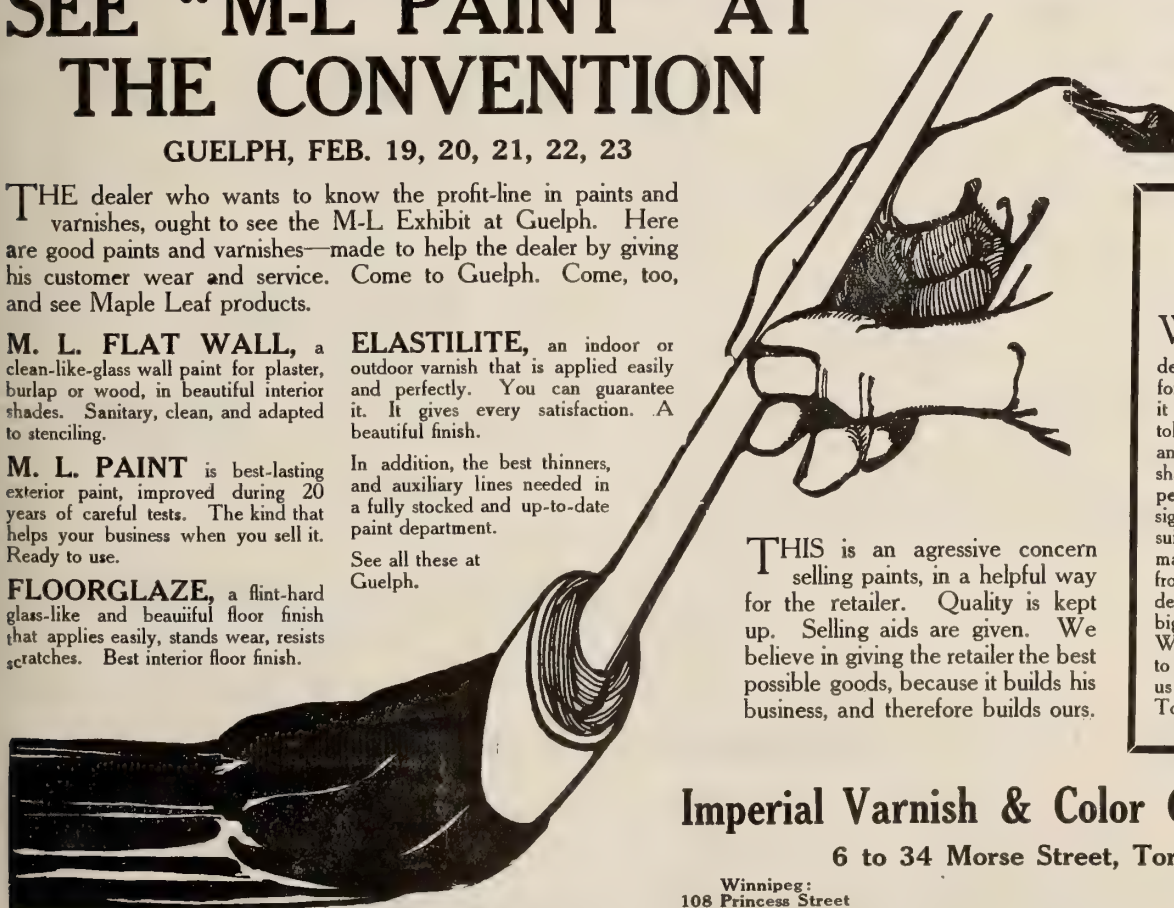 SEE "M-L PAINT" AT
THE CONVENTION
GUELPH, FEB. 19, 20, 21, 22, 23
THE dealer who wants to know the profit-line in paints and
varnishes, ought to see the M-L Exhibit at Guelph. Here
are good paints and varnishes—made to help the dealer by giving
his customer wear and service. Come to Guelph. Come, too,
and see Maple Leaf products.
M. L. FLAT WALL, a
clean-like-glass wall paint for plaster,
burlap or wood, in beautiful interior
shades. Sanitary, clean, and adapted
to stenciling.
M. L. PAINT is best-lasting
exterior paint, improved during 20
years of careful tests. The kind that
helps your business when you sell it.
Ready to use.
FLOORGLAZE, a flint-hard
glass-like and beauiiful floor finish
that applies easily, stands wear, resists
scratches. Best interior floor finish.
ELASTILITE, an indoor or
outdoor varnish that is applied easily
and perfectly. You can guarantee
it. It gives every satisfaction. A
beautiful finish.
In addition, the best thinners,
and auxiliary lines needed in
a fully stocked and up-to-date
paint department.
See all these at
Guelph.
THIS is an agressive concern
selling paints, in a helpful way
for the retailer. Quality is kept
up. Selling aids are given. We
believe in giving the retailer the best
possible goods, because it builds his
business, and therefore builds ours.
Imperial Varnish & Color
6 to 34 Morse Street,
Winnipeg:
108 Princess Street